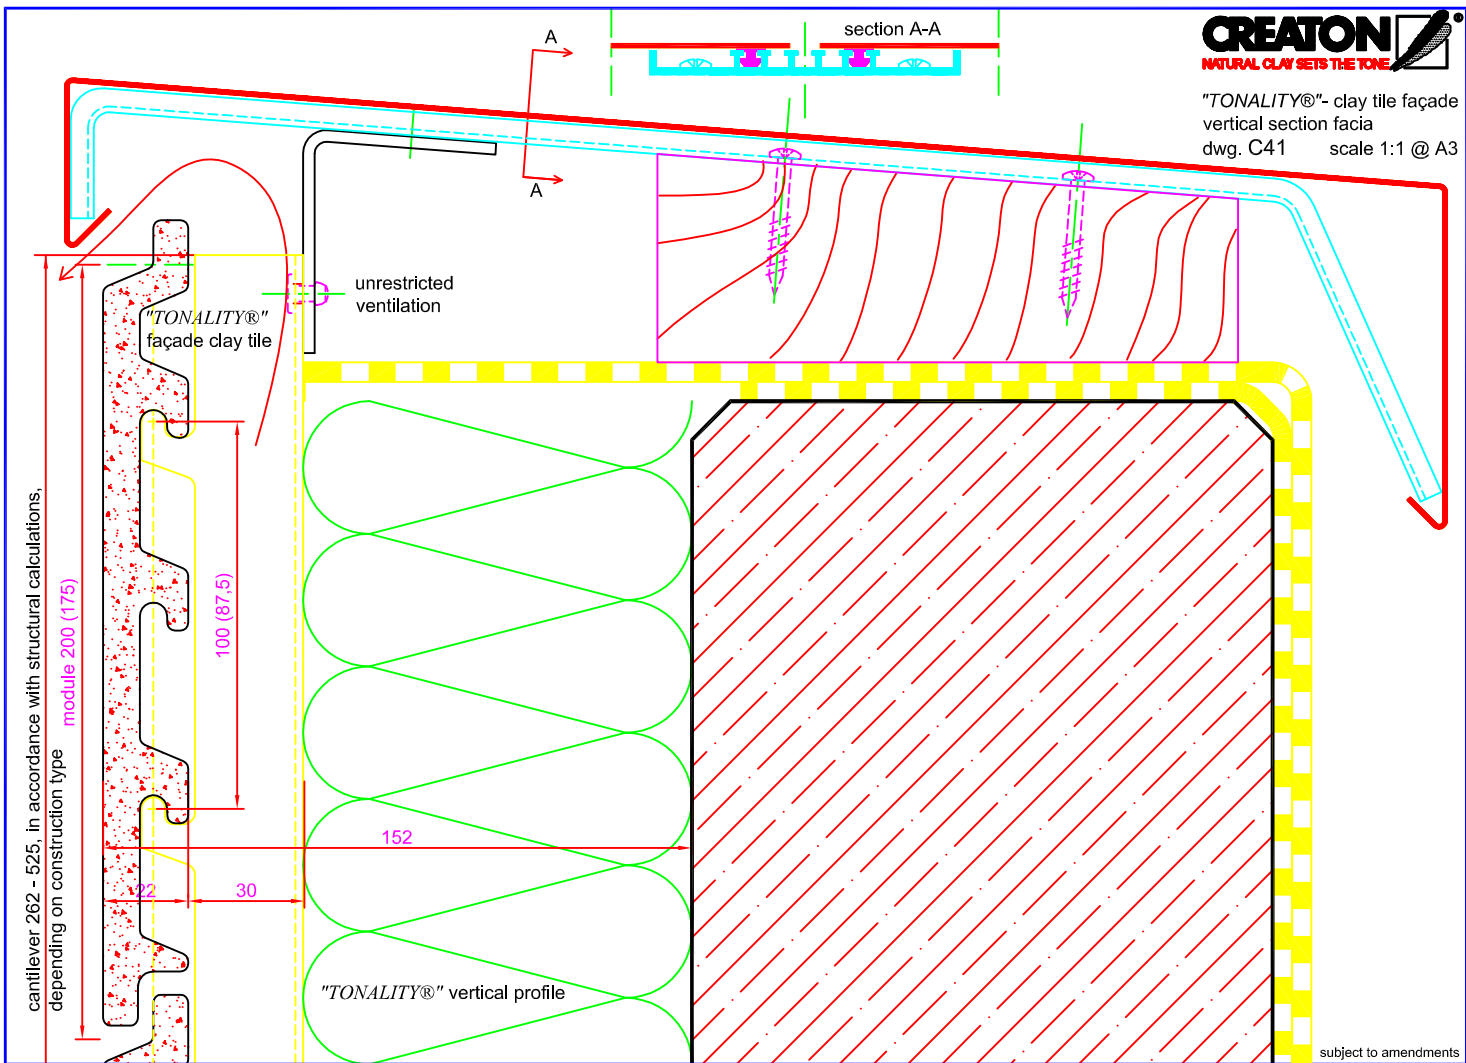 A
section A-A
CREATON®
NATURAL CLAY SETS THE TONE
"TONALITY®"- clay tile façade
vertical section facia
dwg. C41 scale 1:1 @ A3
A
unrestricted
ventilation
"TONALITY®"
façade clay tile
cantilever 262 - 525, in accordance with structural calculations,
depending on construction type
module 200 (175)
100 (87,5)
152
22
30
"TONALITY®" vertical profile
subject to amendments